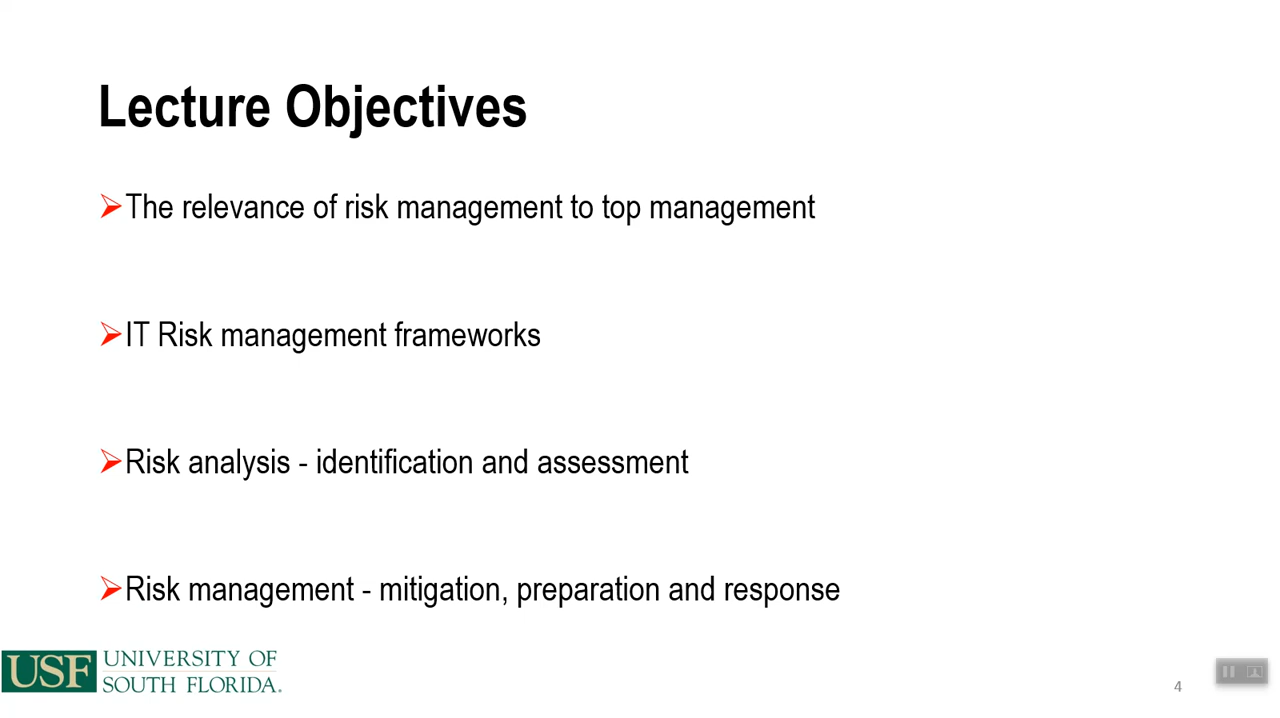 Lecture Objectives
The relevance of risk management to top management
IT Risk management frameworks
Risk analysis - identification and assessment
Risk management - mitigation, preparation and response
USF UNIVERSITY OF
SOUTH FLORIDA.
4